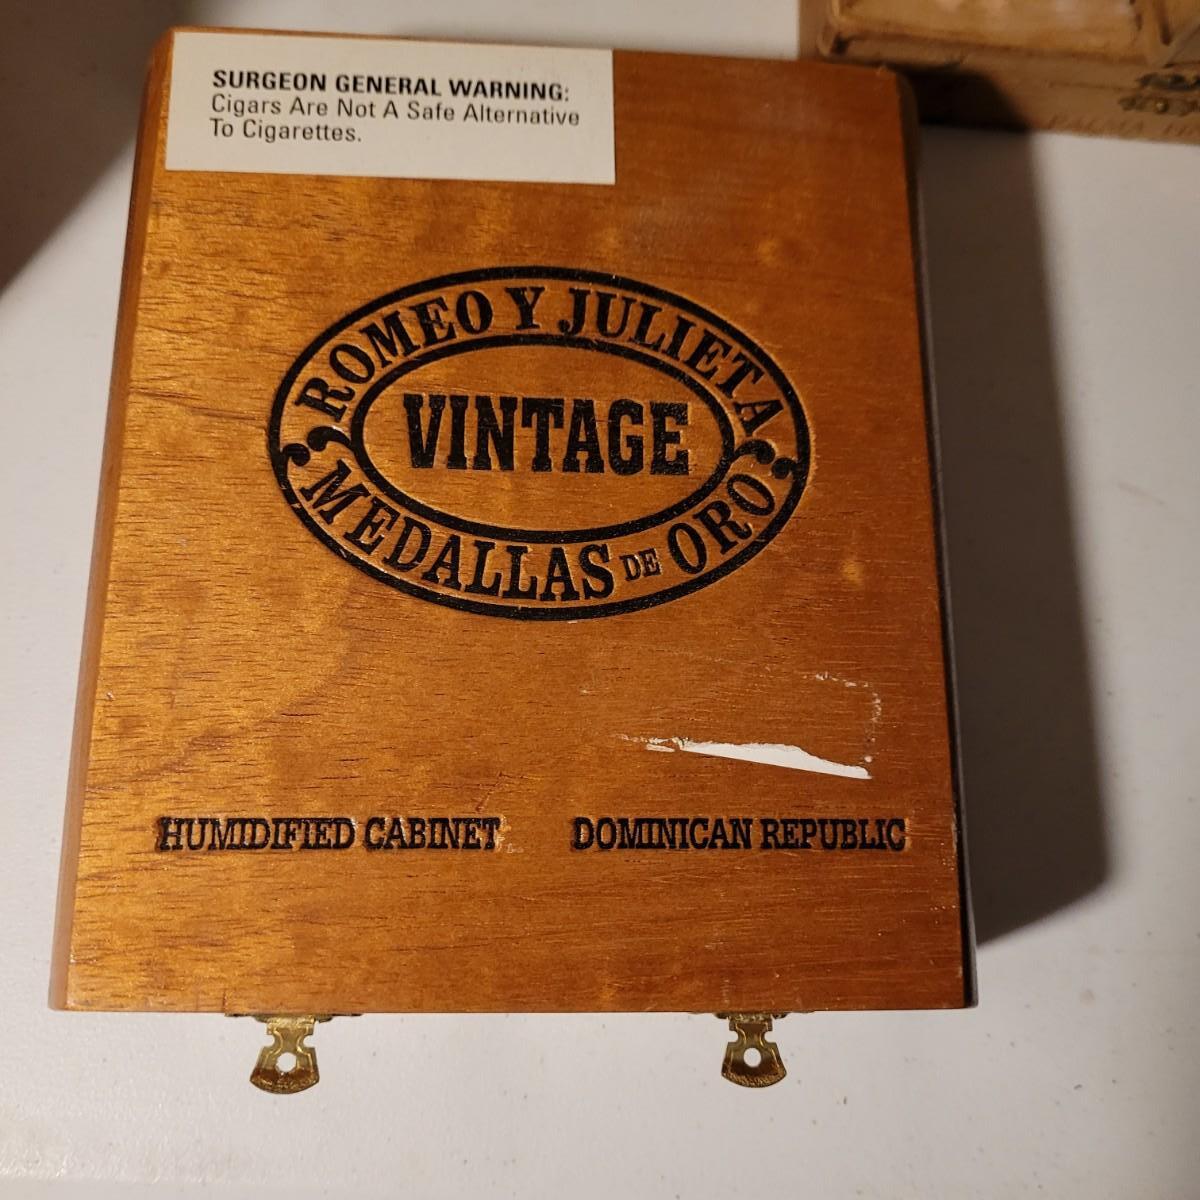 SURGEON GENERAL WARNING:
Cigars Are Not A Safe Alternative
To Cigarettes.
ROMEO Y JULIETA
VINTAGE
MEDALLAS DE ORO
HUMIDIFIED CABINET DOMINICAN REPUBLIC